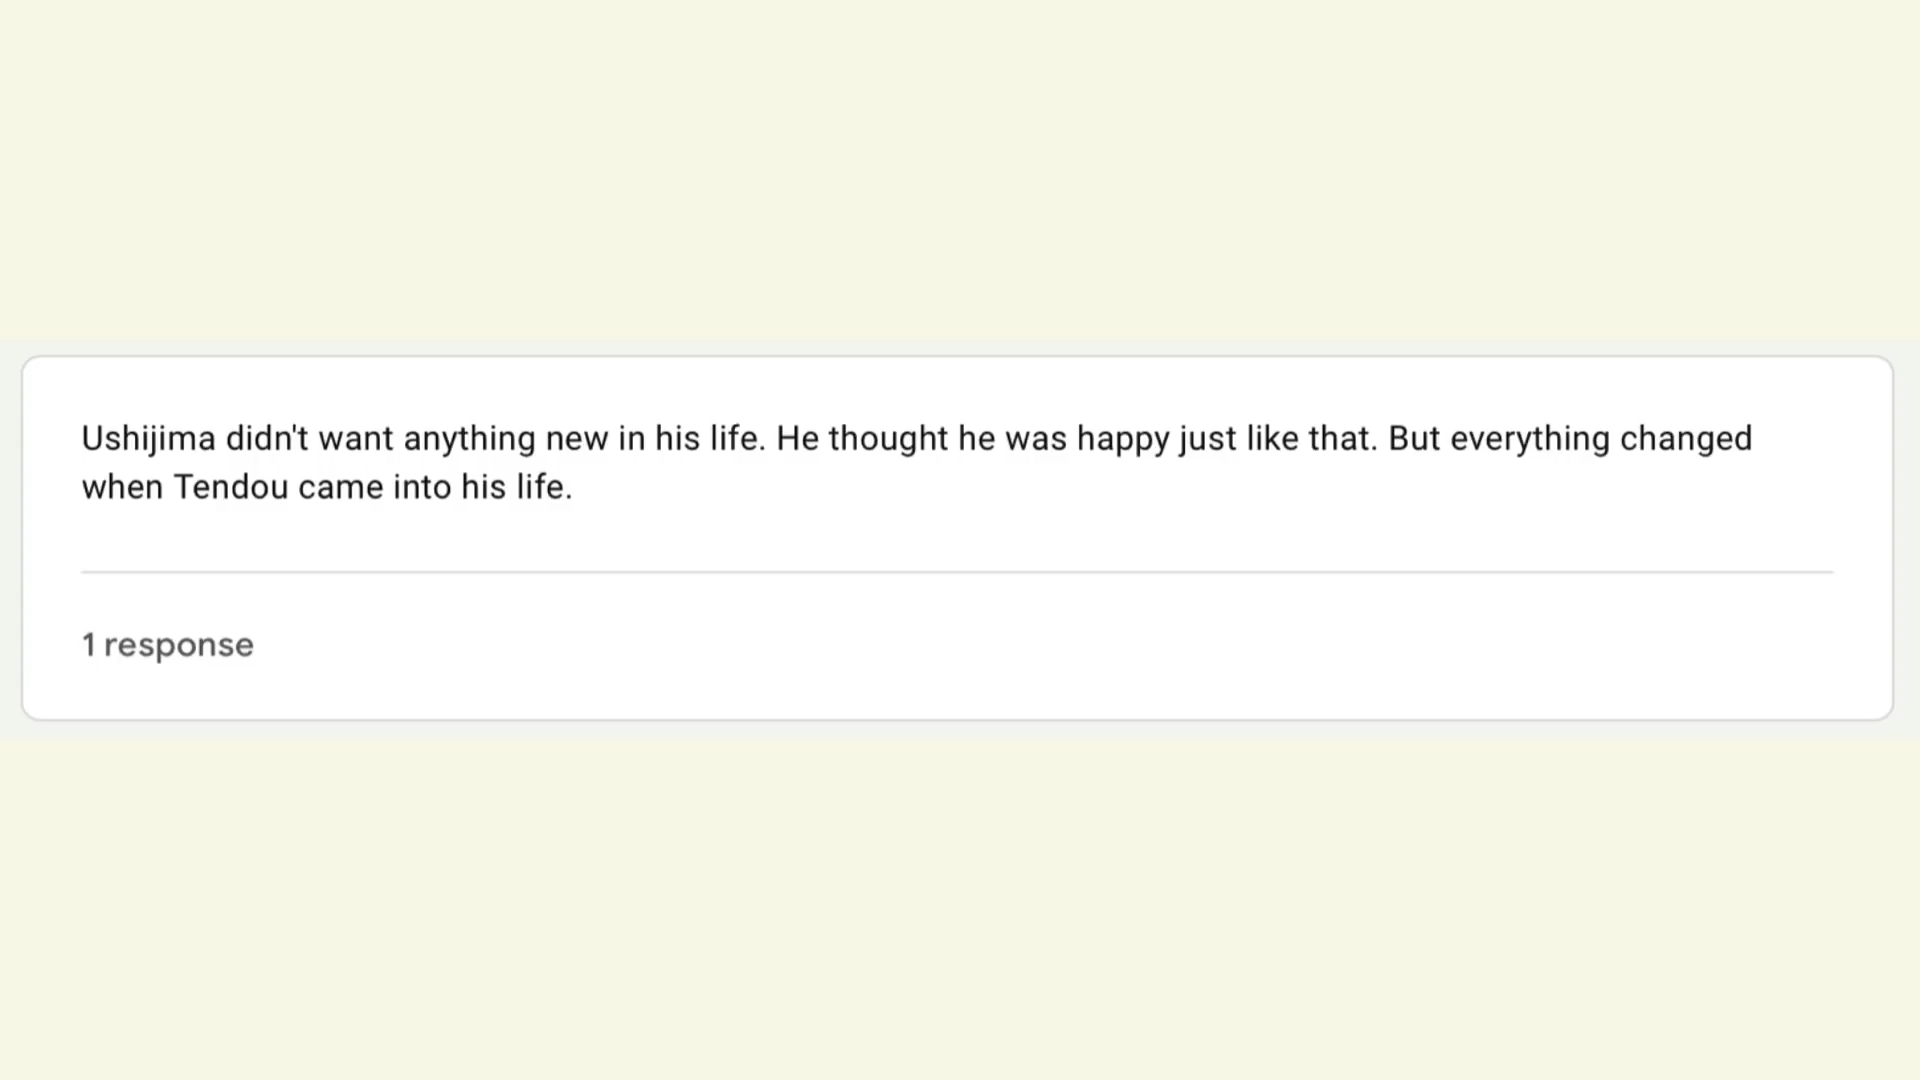 Ushijima didn't want anything new in his life. He thought he was happy just like that. But everything changed
when Tendou came into his life.
1 response